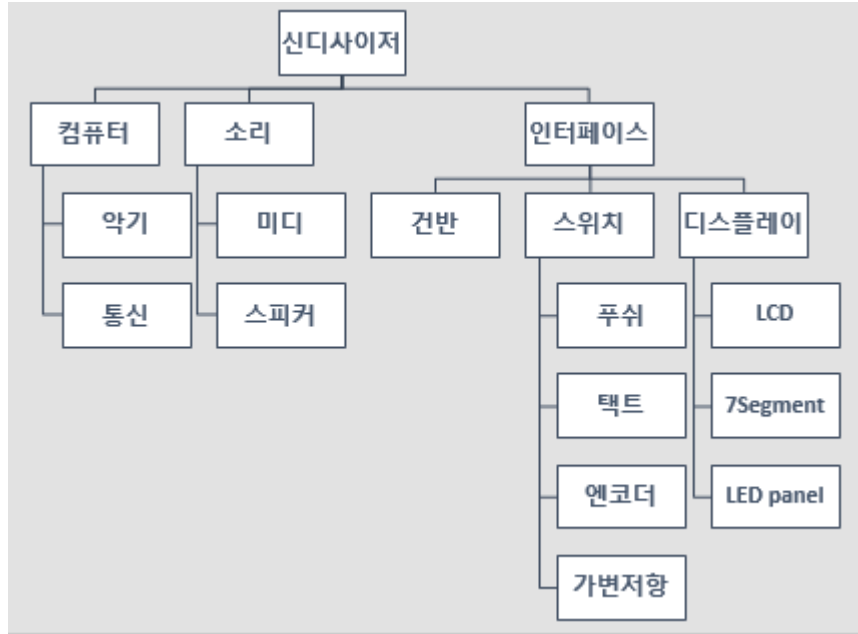 신디사이저
컴퓨터
소리
인터페이스
악기
미디
건반
스위치
디스플레이
통신
스피커
푸쉬
LCD
택트
7Segment
엔코더
LED panel
가변저항